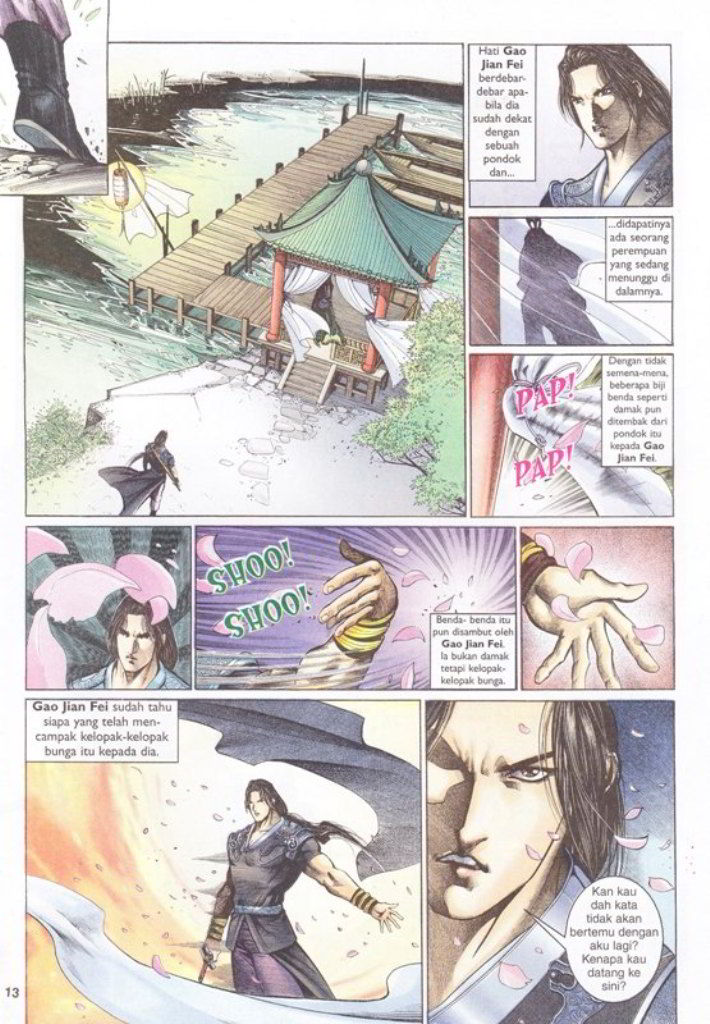 Hati Gao
Jian Fei
berdebar-
debar apa-
bila dia
sudah dekat
dengan
sebuah
pondok
dan...
...didapatinya
ada seorang
perempuan
yang sedang
menunggu di
dalamnya.
Dengan tidak
semena-mena,
beberapa biji
benda seperti
damak pun
ditembak dari
pondok itu
kepada Gao
Jian Fei.
PAP!
PAP!
SHOO!
SHOO!
Benda- benda itu
pun disambut oleh
Gao Jian Fei.
Ia bukan damak
tetapi kelopak-
kelopak bunga.
Gao Jian Fei sudah tahu
siapa yang telah men-
campak kelopak-kelopak
bunga itu kepada dia.
Kan kau
dah kata
tidak akan
bertemu dengan
aku lagi?
Kenapa kau
datang ke
sini?
13